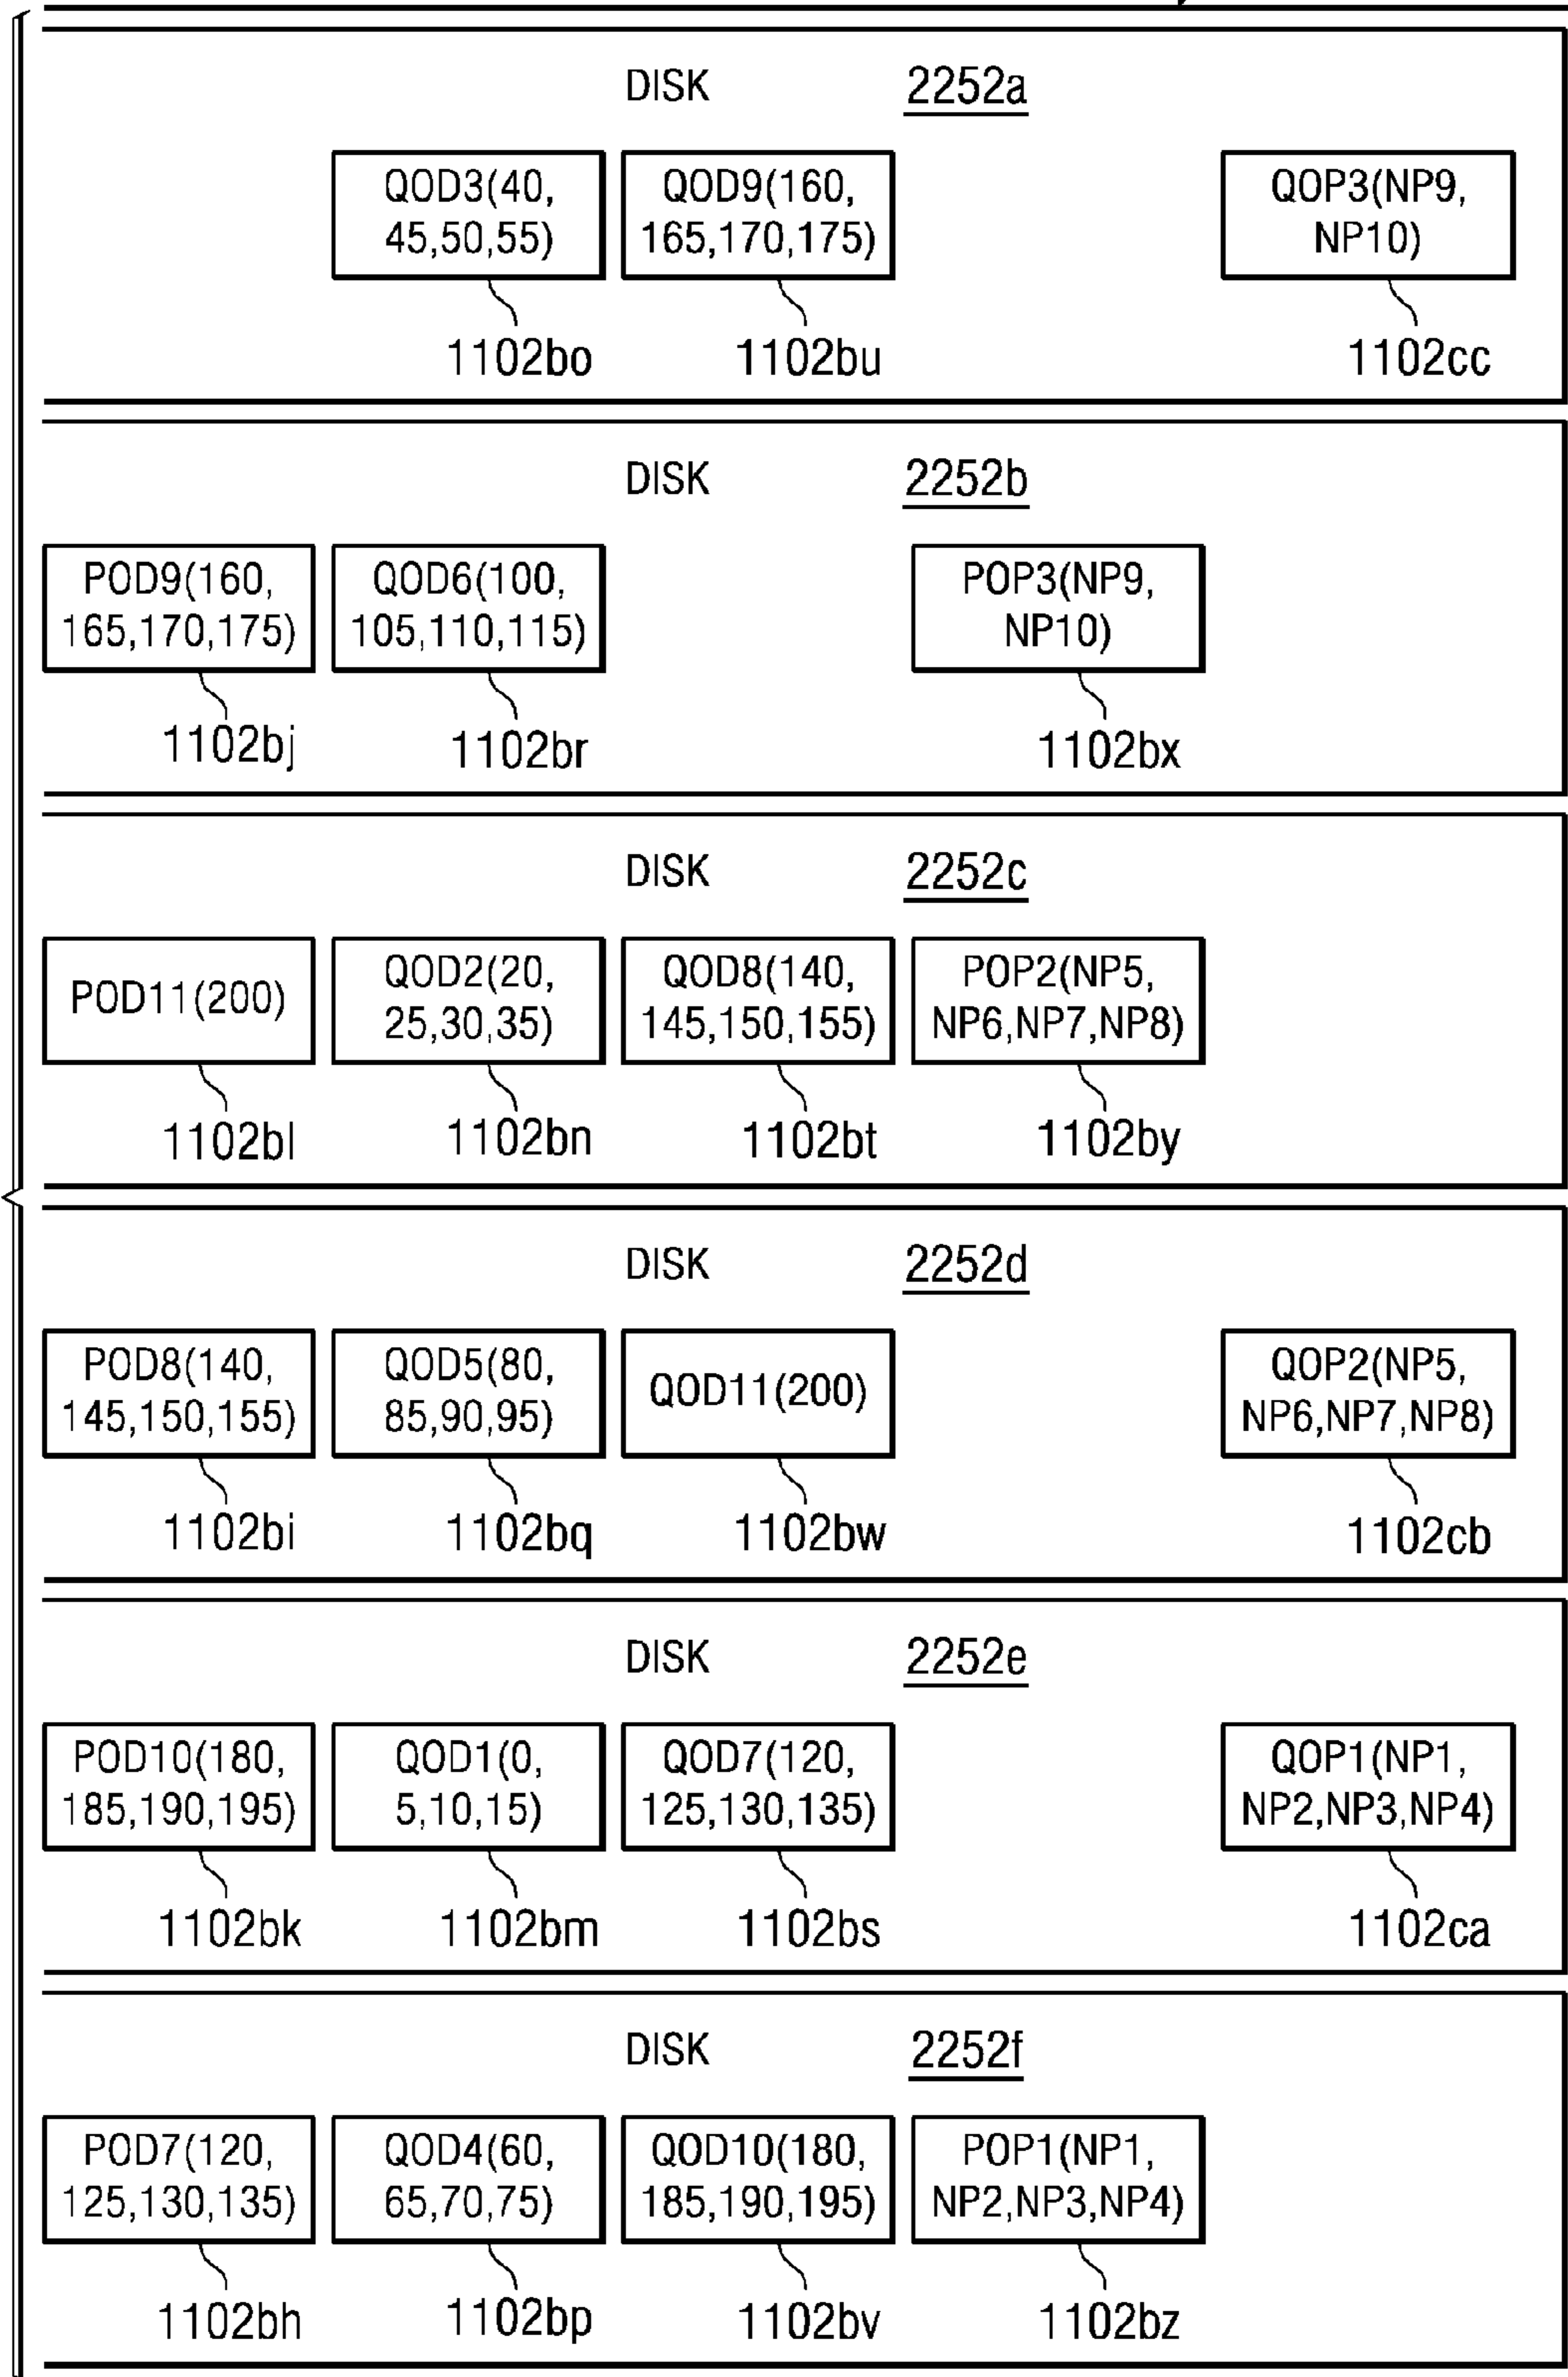 DISK 2252a
QOD3(40,
45,50,55)
QOD9(160,
165,170,175)
QOP3(NP9,
NP10)
1102bo
1102bu
1102cc
DISK 2252b
POD9(160,
165,170,175)
QOD6(100,
105,110,115)
POP3(NP9,
NP10)
1102bj
1102br
1102bx
DISK 2252c
POD11(200)
QOD2(20,
25,30,35)
QOD8(140,
145,150,155)
POP2(NP5,
NP6,NP7,NP8)
1102bl
1102bn
1102bt
1102by
DISK 2252d
POD8(140,
145,150,155)
QOD5(80,
85,90,95)
QOD11(200)
QOP2(NP5,
NP6,NP7,NP8)
1102bi
1102bq
1102bw
1102cb
DISK 2252e
POD10(180,
185,190,195)
QOD1(0,
5,10,15)
QOD7(120,
125,130,135)
QOP1(NP1,
NP2,NP3,NP4)
1102bk
1102bm
1102bs
1102ca
DISK 2252f
POD7(120,
125,130,135)
QOD4(60,
65,70,75)
QOD10(180,
185,190,195)
POP1(NP1,
NP2,NP3,NP4)
1102bh
1102bp
1102bv
1102bz